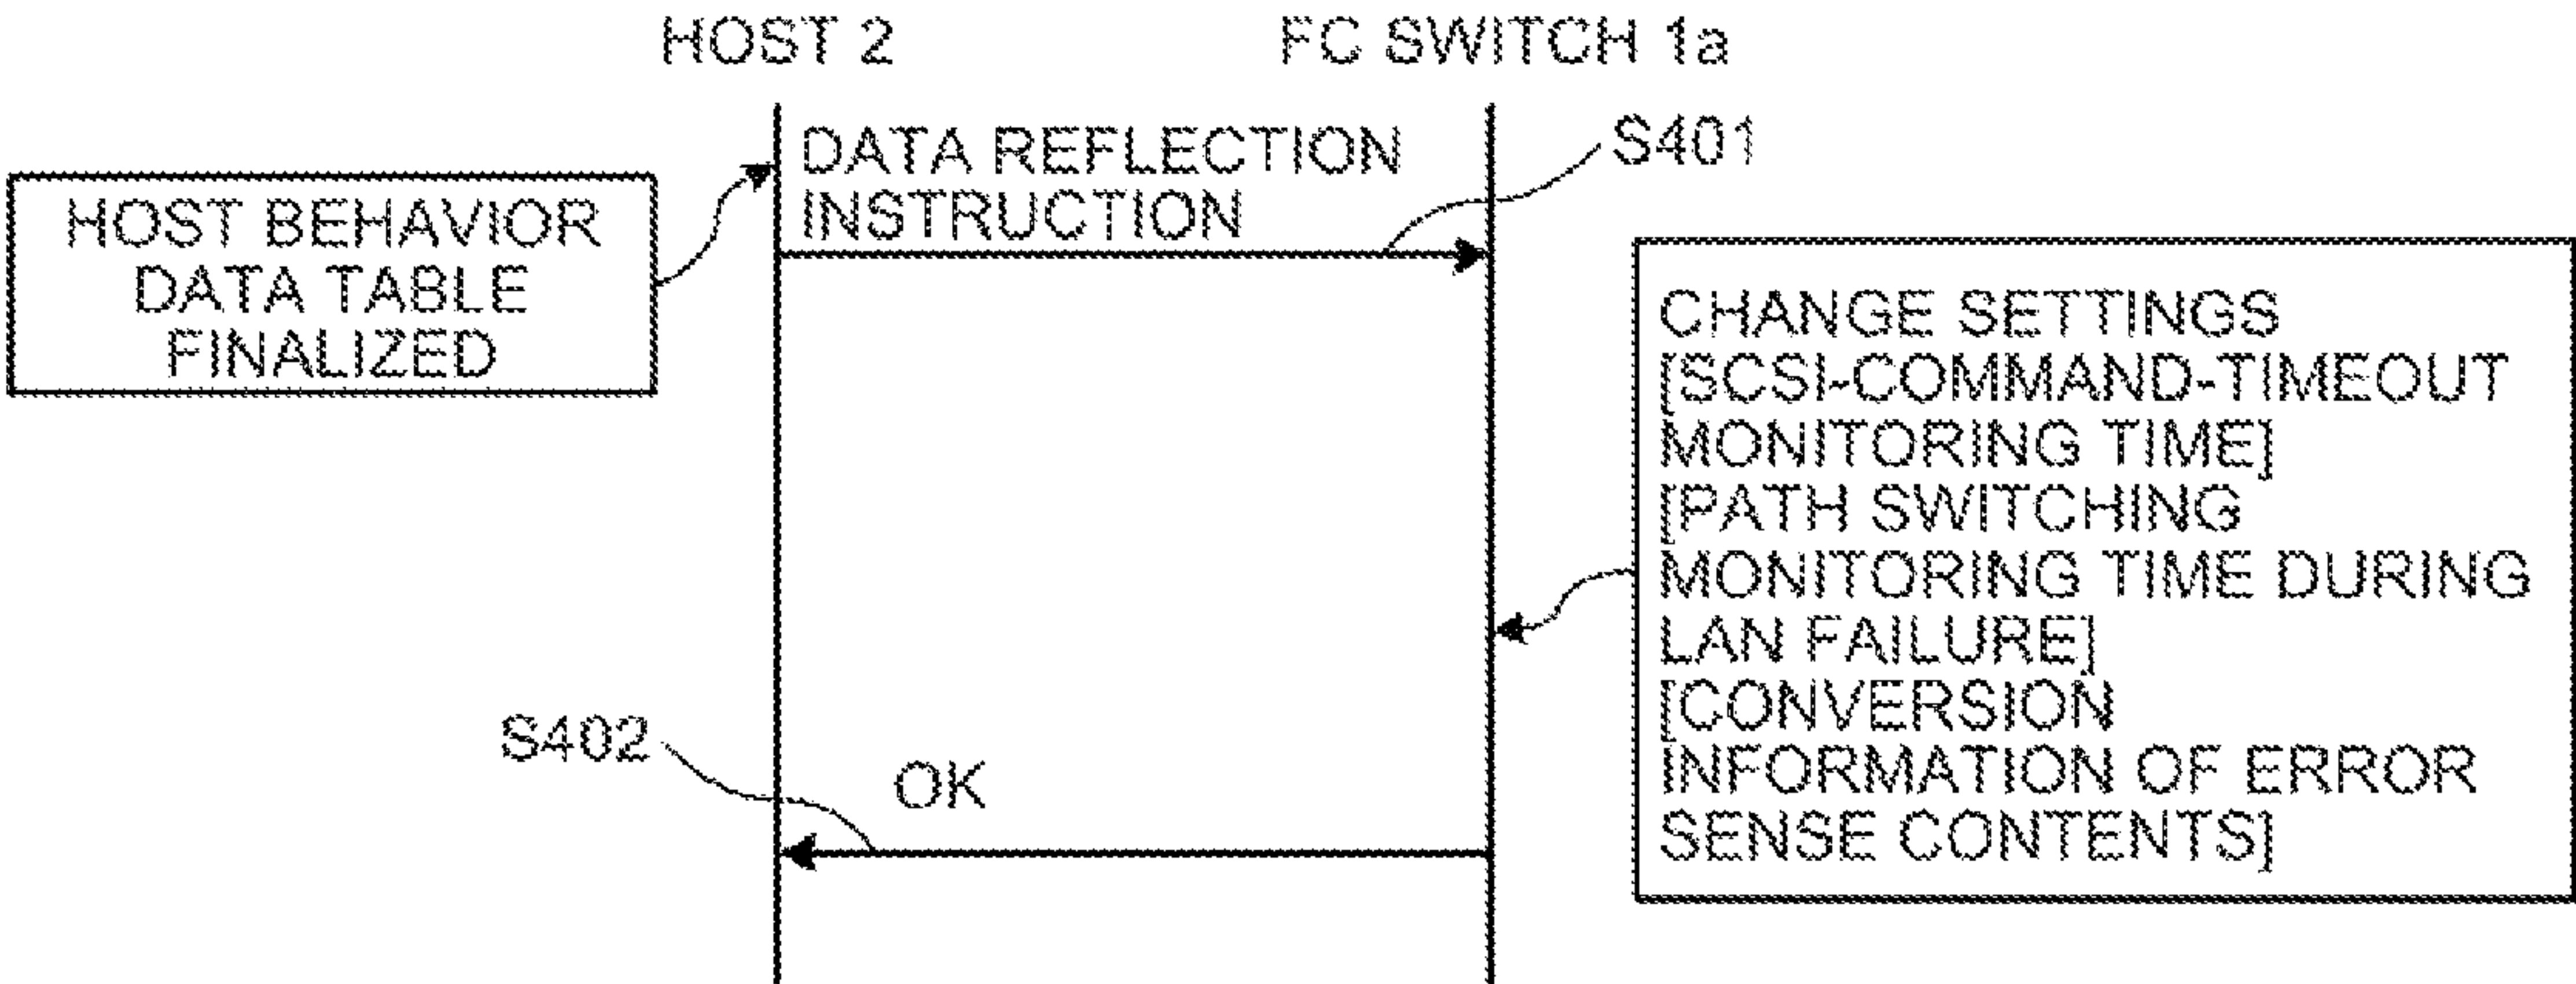 HOST 2
FC SWITCH 1a
DATA REFLECTION
INSTRUCTION
S401
HOST BEHAVIOR
DATA TABLE
FINALIZED
CHANGE SETTINGS
[SCSI-COMMAND-TIMEOUT
MONITORING TIME]
[PATH SWITCHING
MONITORING TIME DURING
LAN FAILURE]
[CONVERSION
INFORMATION OF ERROR
SENSE CONTENTS]
S402
OK